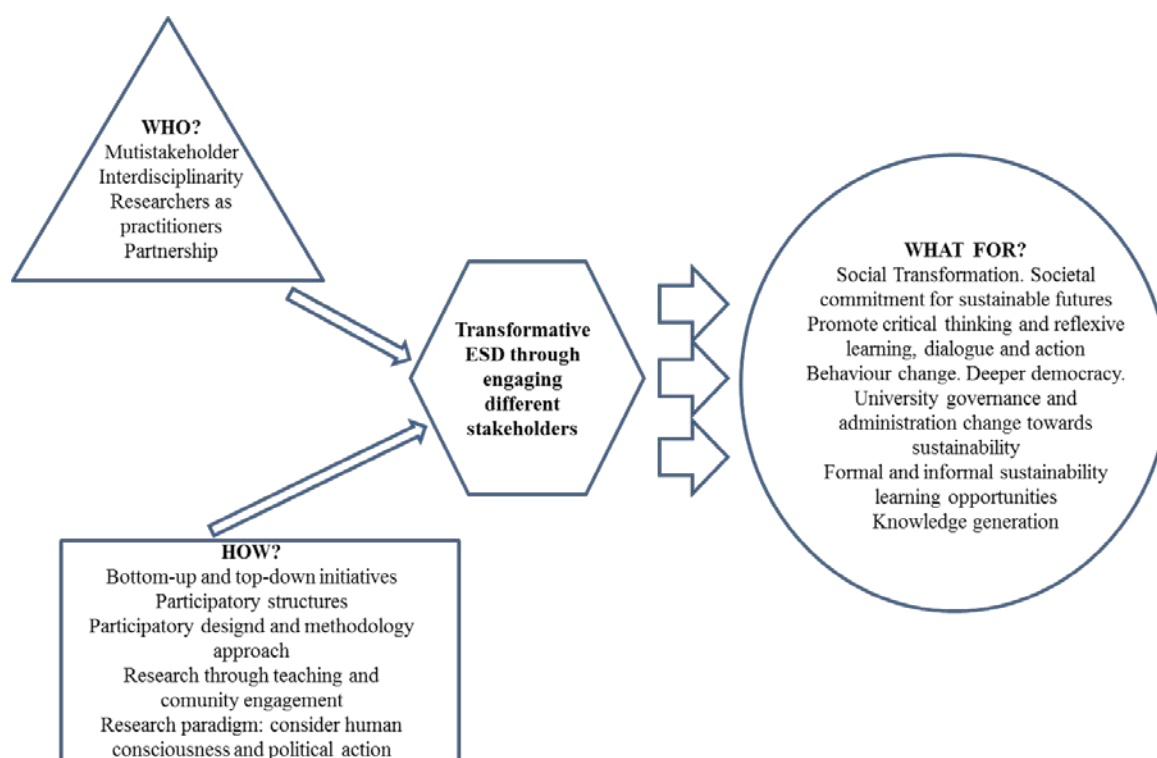 WHO?
Mutistakeholder
Interdisciplinarity
Researchers as
practitioners
Partnership
HOW?
Bottom-up and top-down initiatives
Participatory structures
Participatory designd and methodology
approach
Research through teaching and
comunity engagement
Research paradigm: consider human
consciousness and political action
Transformative
ESD through
engaging
different
stakeholders
WHAT FOR?
Social Transformation. Societal
commitment for sustainable futures
Promote critical thinking and reflexive
learning, dialogue and action
Behaviour change. Deeper democracy.
University governance and
administration change towards
sustainability
Formal and informal sustainability
learning opportunities
Knowledge generation